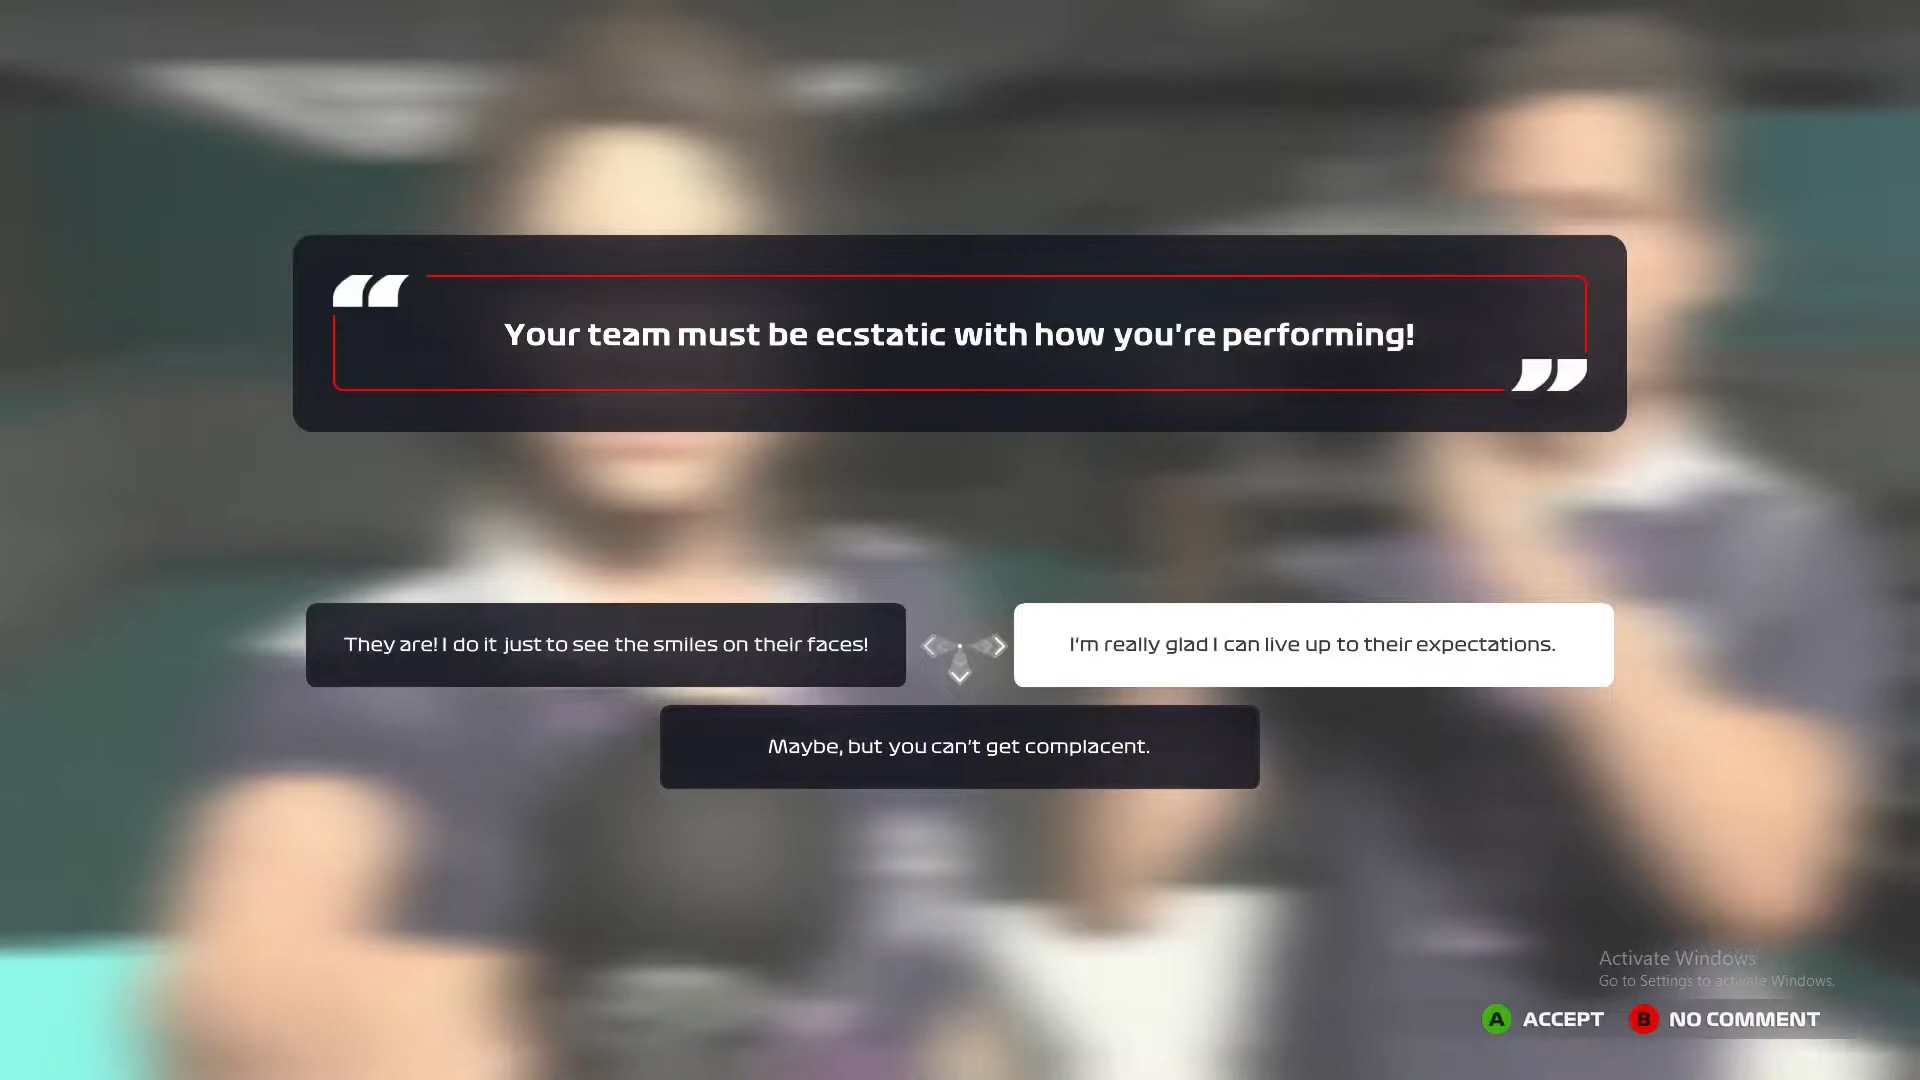 Your team must be ecstatic with how you're performing!
They are! I do it just to see the smiles on their faces!
I'm really glad I can live up to their expectations.
Maybe, but you can't get complacent.
Activate Windows
Go to Settings to activate Windows.
A ACCEPT B NO COMMENT